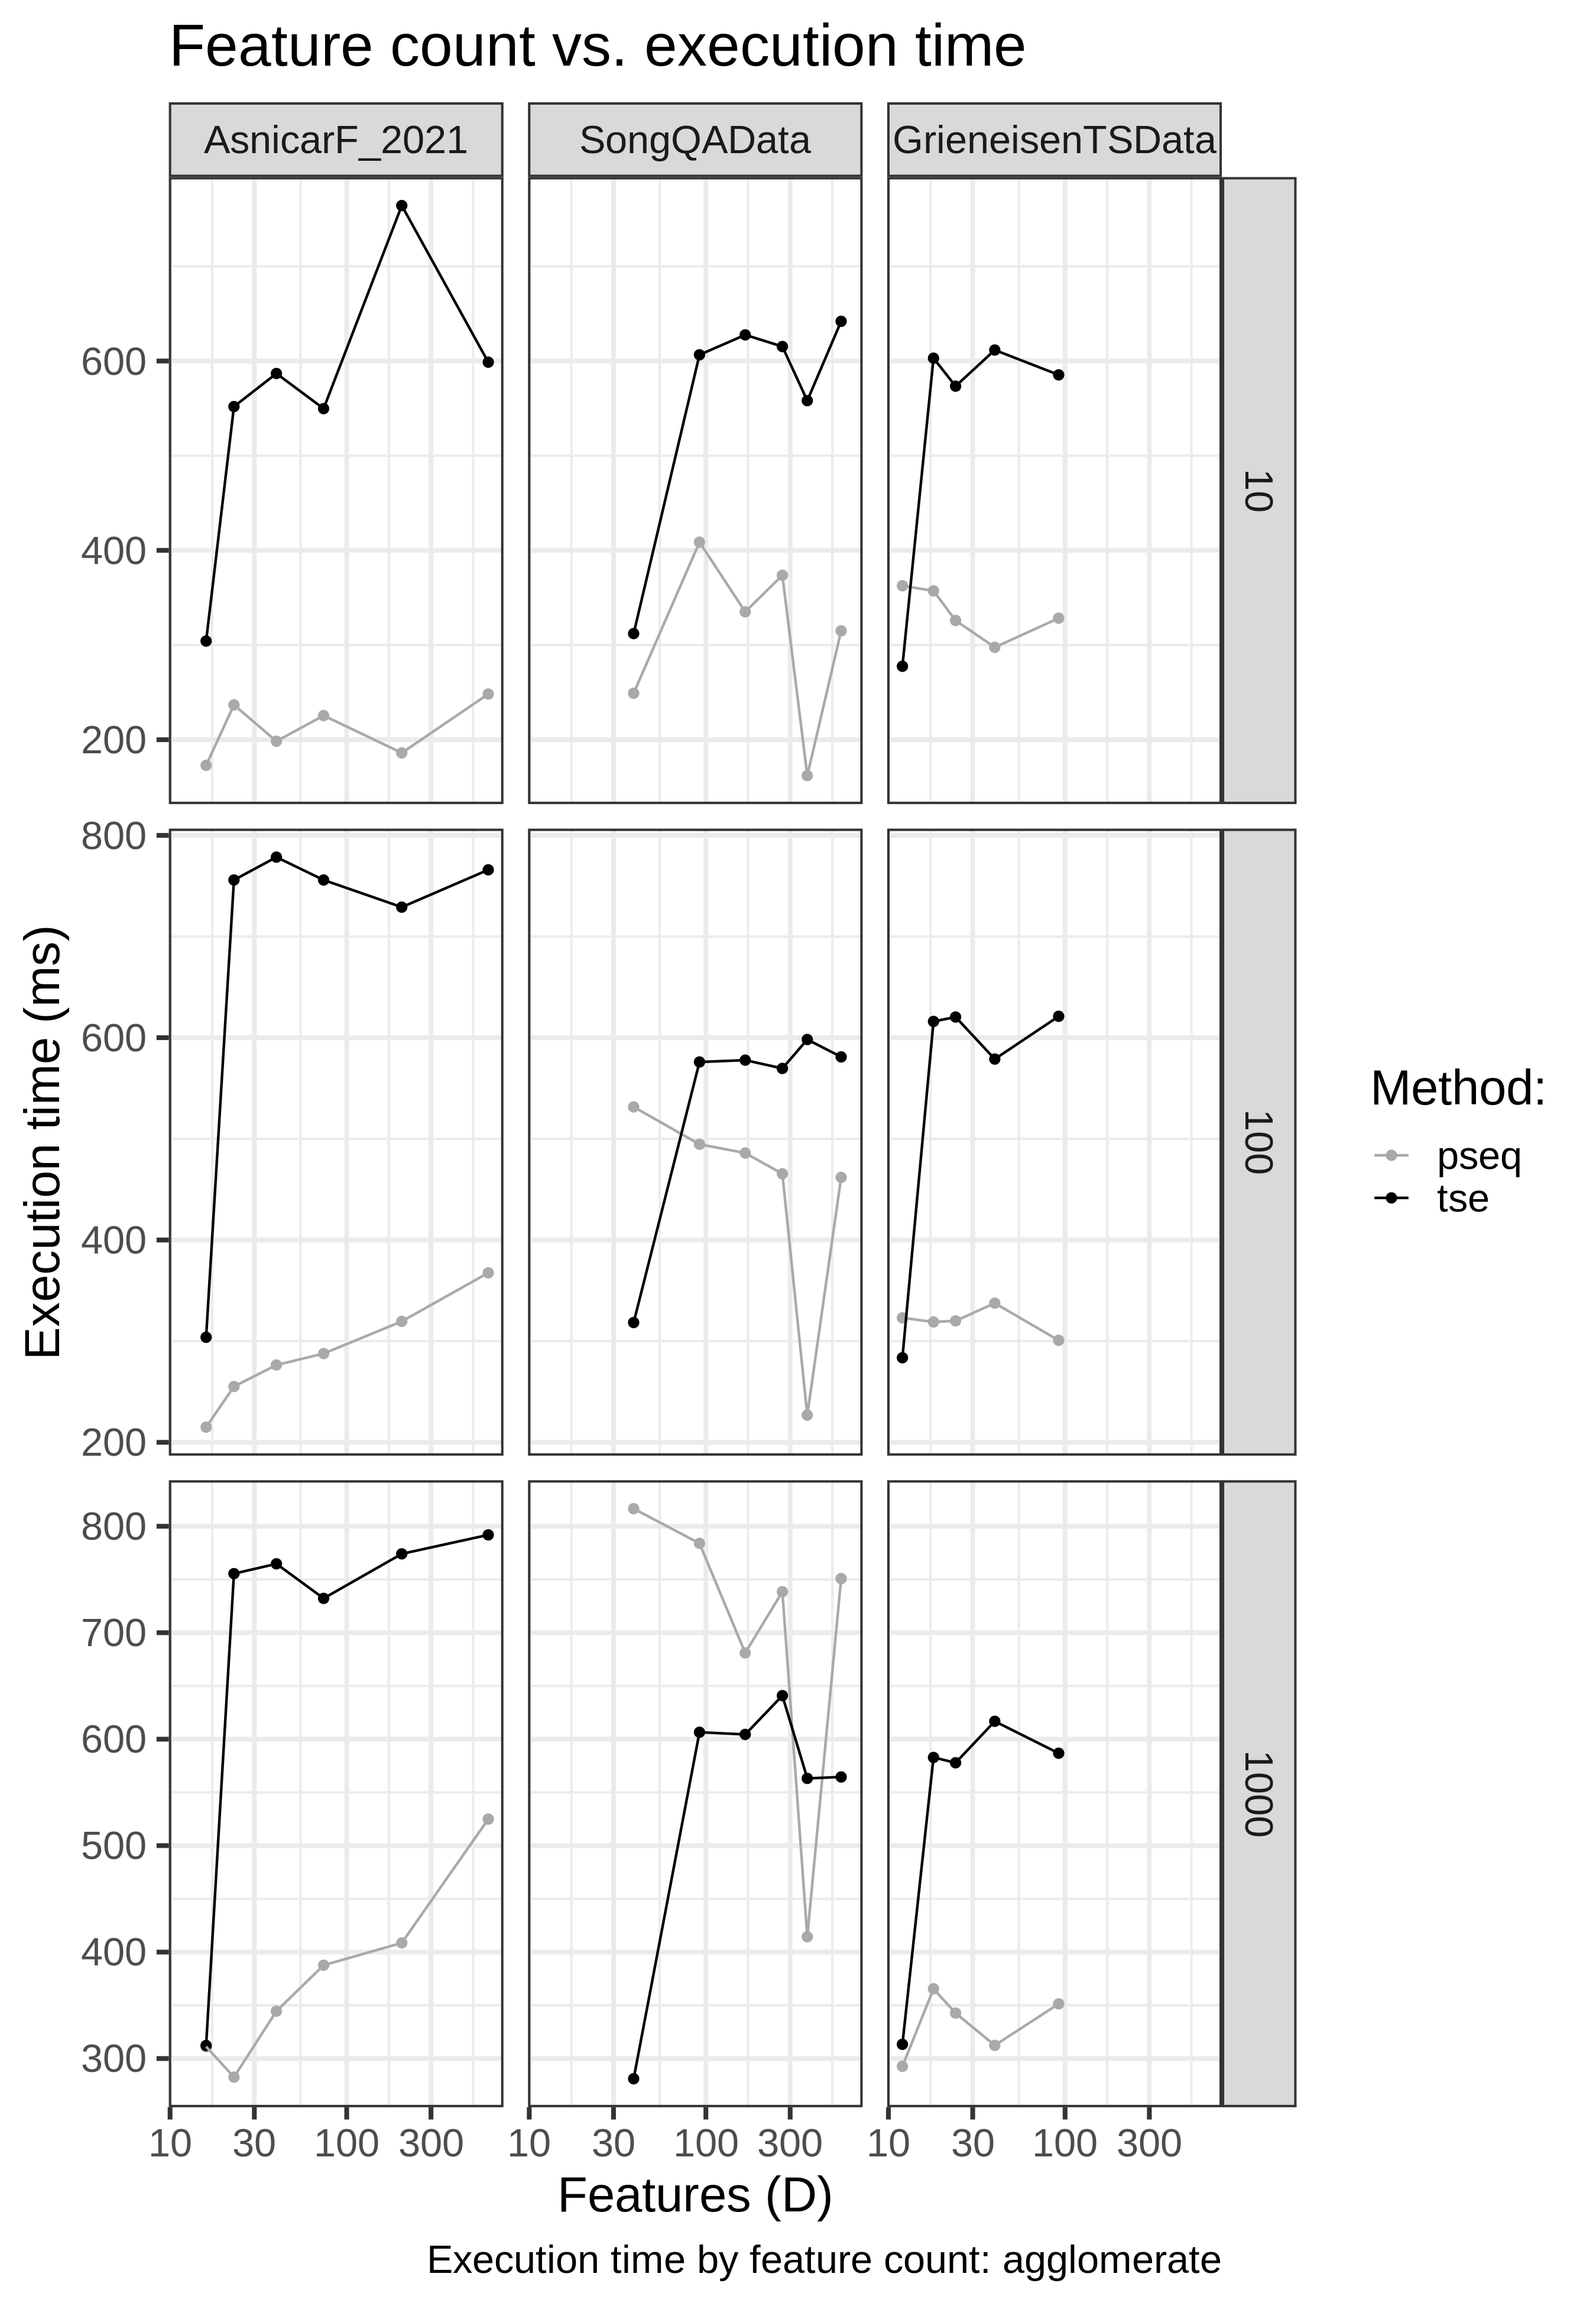 Feature count vs. execution time
AsnicarF_2021 SongQAData GrieneisenTSData
600
400
200
10
800
600
400
200
100
800
700
600
500
400
300
1000
Execution time (ms)
10 30 100 300 10 30 100 300 10 30 100 300
Features (D)
Execution time by feature count: agglomerate
Method:
pseq
tse